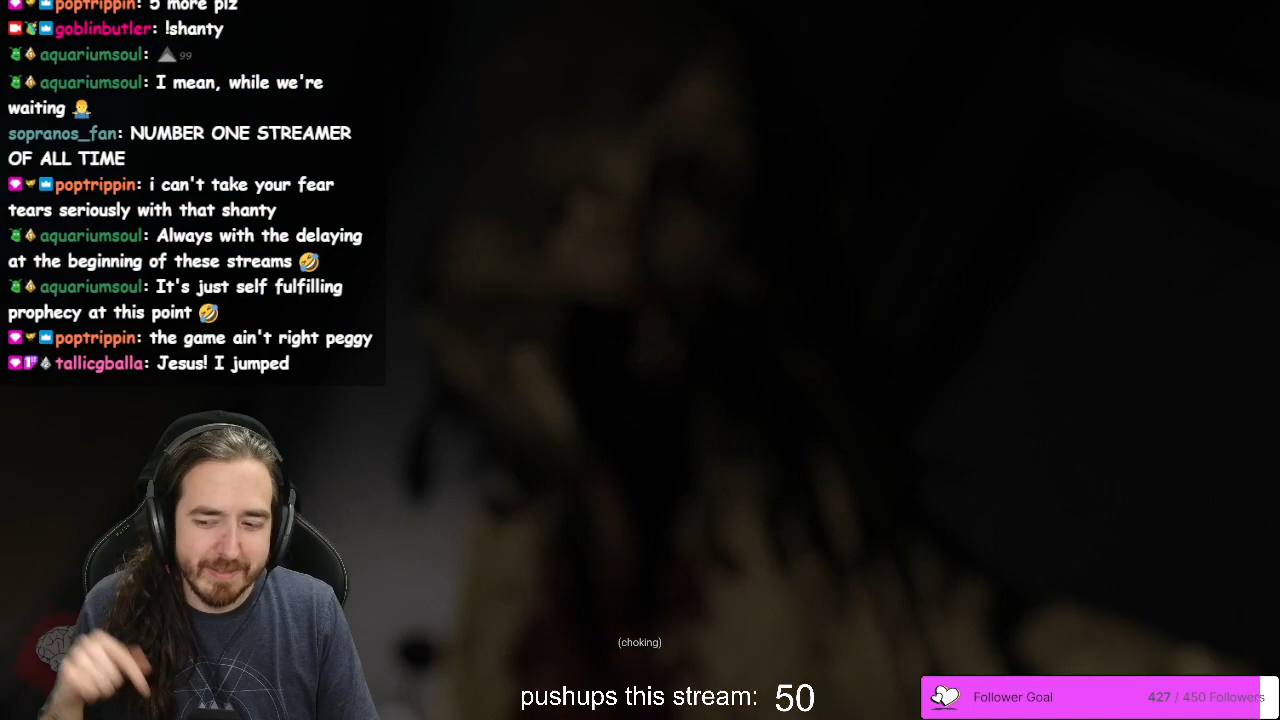 poptrippin: 5 more plz
goblinbutler: !shanty
aquariumsoul: 99
aquariumsoul: I mean, while we're
waiting
sopranos_fan: NUMBER ONE STREAMER
OF ALL TIME
poptrippin: i can't take your fear
tears seriously with that shanty
aquariumsoul: Always with the delaying
at the beginning of these streams
aquariumsoul: It's just self fulfilling
prophecy at this point
poptrippin: the game ain't right peggy
tallicgballa: Jesus! I jumped
(choking)
pushups this stream: 50
Follower Goal 427 / 450 Followers